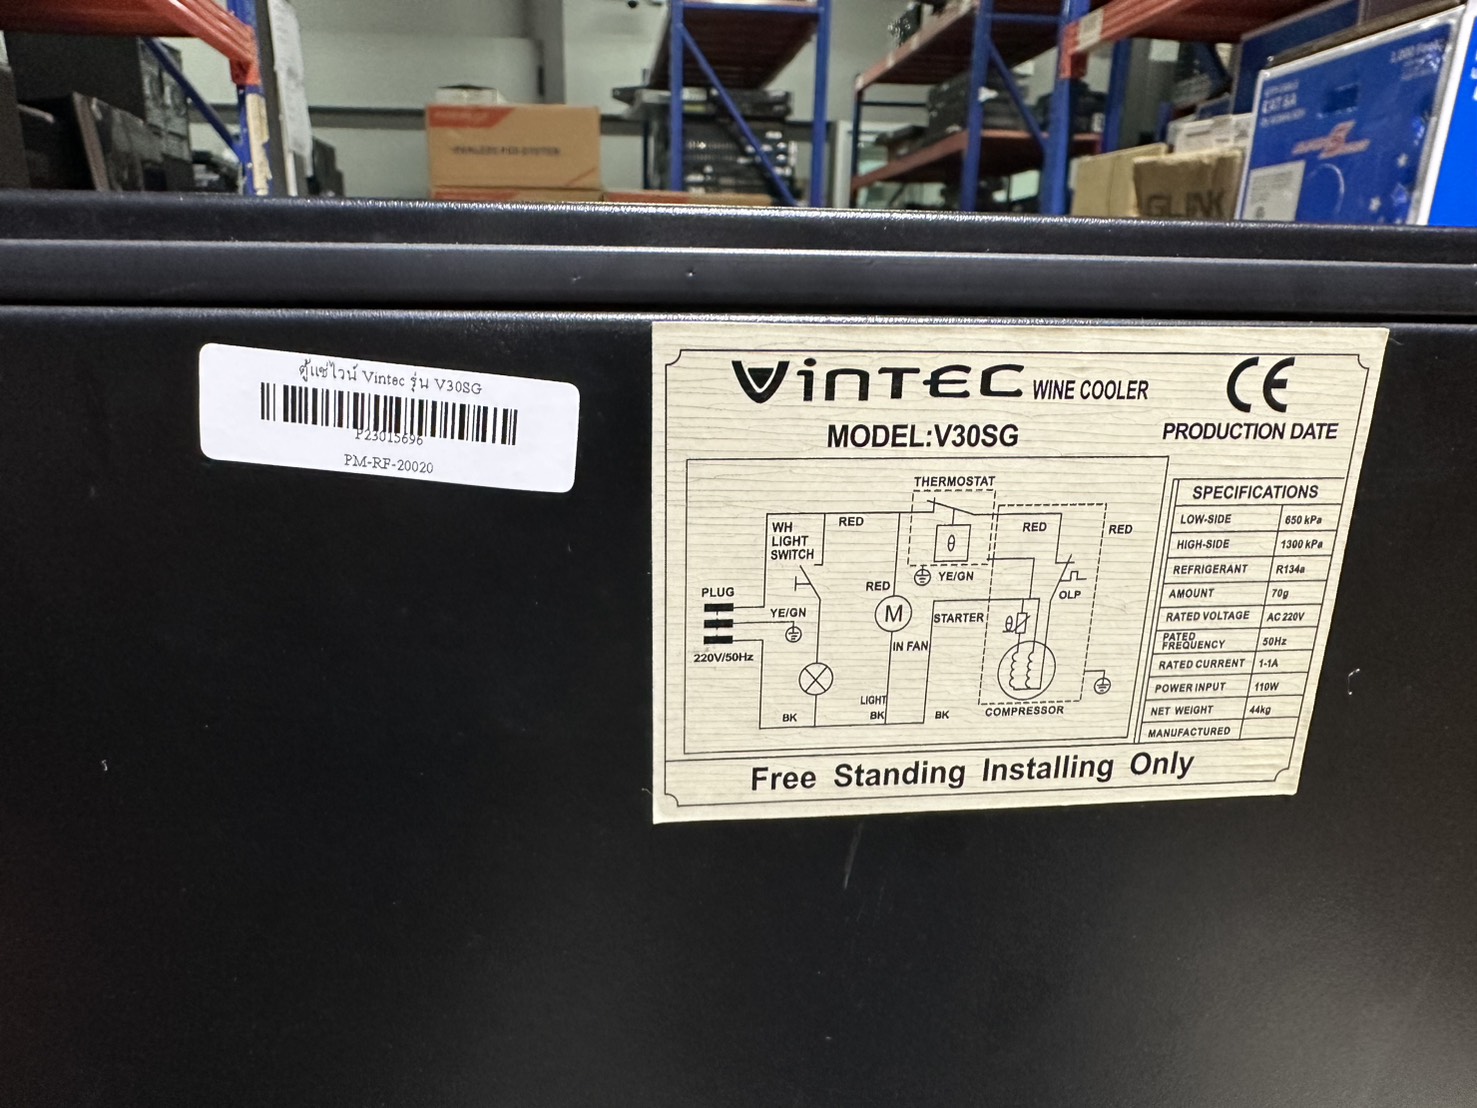 CAT 6A
LINK
ตู้แช่ไวน์ Vintec รุ่น V30SG
P23015696
PM-RF-20020
VINTEC WINE COOLER
CE
MODEL:V30SG
PRODUCTION DATE
THERMOSTAT
θ
YE/GN
RED
RED
RED
WH
LIGHT
SWITCH
RED
PLUG
YE/GN
220V/50Hz
M
IN FAN
STARTER
θ
OLP
LIGHT
BK
BK
BK
COMPRESSOR
SPECIFICATIONS
LOW-SIDE 650 kPa
HIGH-SIDE 1300 kPa
REFRIGERANT R134a
AMOUNT 70g
RATED VOLTAGE AC 220V
PATED FREQUENCY 50Hz
RATED CURRENT 1-1A
POWER INPUT 110W
NET WEIGHT 44kg
MANUFACTURED
Free Standing Installing Only